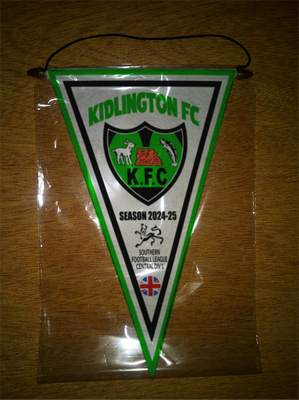 KIDLINGTON FC
K.F.C
SEASON 2024-25
SOUTHERN
FOOTBALL LEAGUE
CENTRAL DIV 1